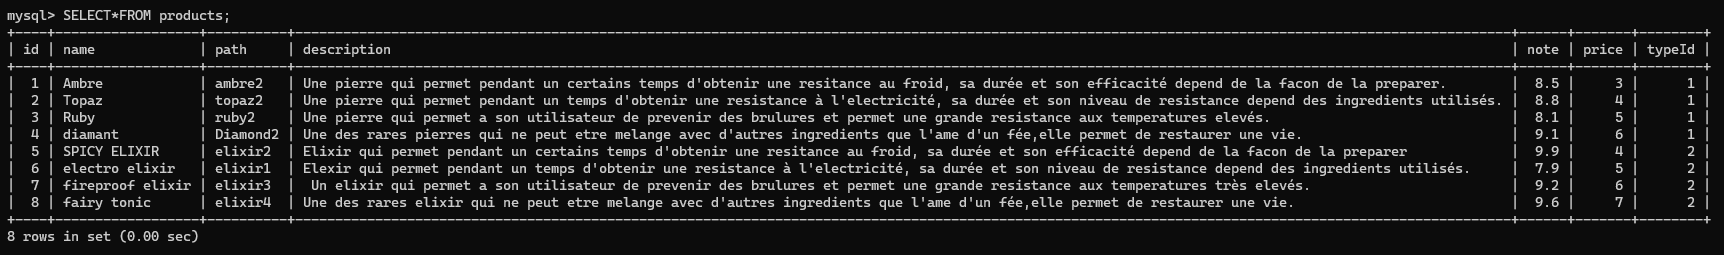 mysql> SELECT*FROM products;
+----+------------------+----------+--------------------------------------------------------------------------------------------------------------------------------------------------------+------+-------+--------+
| id | name             | path     | description                                                                                                                                            | note | price | typeId |
+----+------------------+----------+--------------------------------------------------------------------------------------------------------------------------------------------------------+------+-------+--------+
|  1 | Ambre            | ambre2   | Une pierre qui permet pendant un certains temps d'obtenir une resitance au froid, sa durée et son efficacité depend de la facon de la preparer.        |  8.5 |     3 |      1 |
|  2 | Topaz            | topaz2   | Une pierre qui permet pendant un temps d'obtenir une resistance à l'electricité, sa durée et son niveau de resistance depend des ingredients utilisés. |  8.8 |     4 |      1 |
|  3 | Ruby             | ruby2    | Une pierre qui permet a son utilisateur de prevenir des brulures et permet une grande resistance aux temperatures elevés.                              |  8.1 |     5 |      1 |
|  4 | diamant          | Diamond2 | Une des rares pierres qui ne peut etre melange avec d'autres ingredients que l'ame d'un fée,elle permet de restaurer une vie.                          |  9.1 |     6 |      1 |
|  5 | SPICY ELIXIR     | elixir2  | Elixir qui permet pendant un certains temps d'obtenir une resitance au froid, sa durée et son efficacité depend de la facon de la preparer             |  9.9 |     4 |      2 |
|  6 | electro elixir   | elixir1  | Elexir qui permet pendant un temps d'obtenir une resistance à l'electricité, sa durée et son niveau de resistance depend des ingredients utilisés.     |  7.9 |     5 |      2 |
|  7 | fireproof elixir | elixir3  |  Un elixir qui permet a son utilisateur de prevenir des brulures et permet une grande resistance aux temperatures très elevés.                         |  9.2 |     6 |      2 |
|  8 | fairy tonic      | elixir4  | Une des rares elixir qui ne peut etre melange avec d'autres ingredients que l'ame d'un fée,elle permet de restaurer une vie.                           |  9.6 |     7 |      2 |
+----+------------------+----------+--------------------------------------------------------------------------------------------------------------------------------------------------------+------+-------+--------+
8 rows in set (0.00 sec)